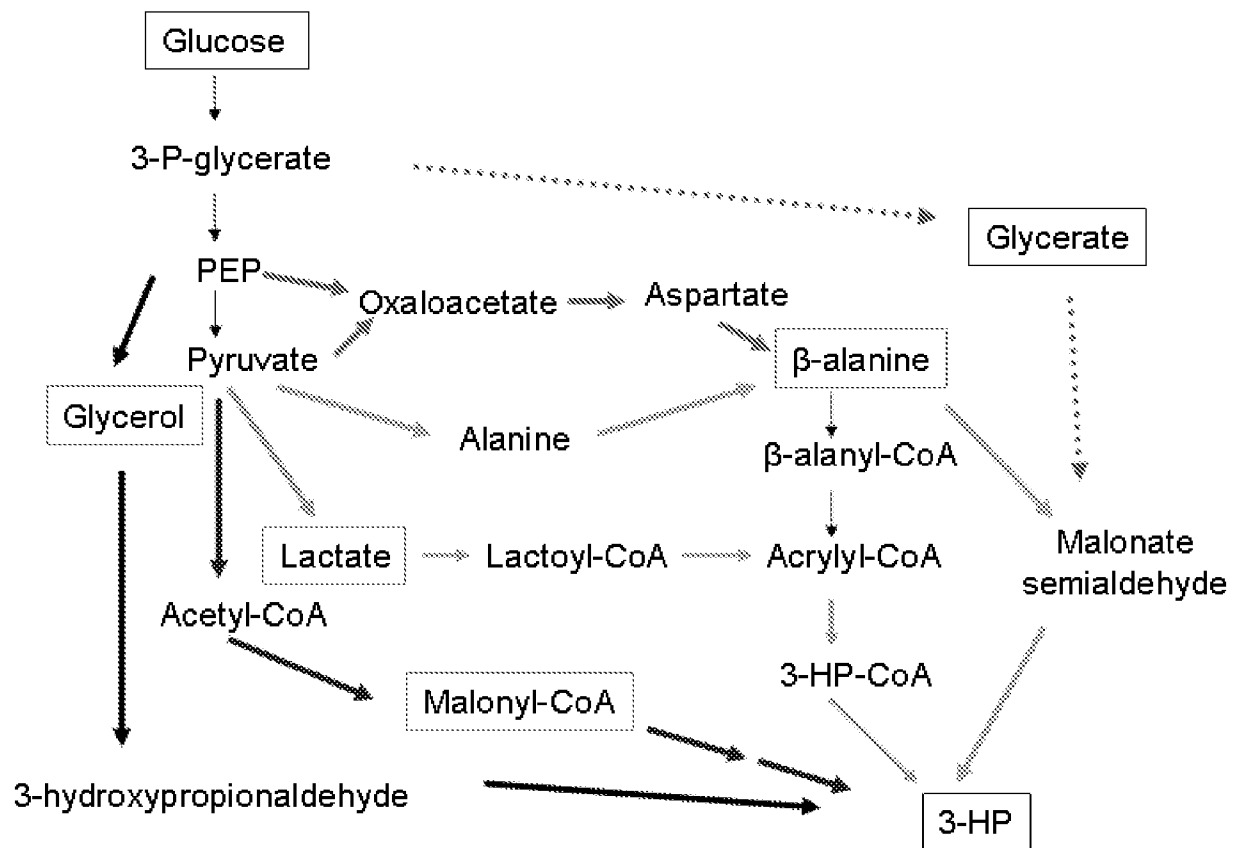 Glucose
3-P-glycerate
Glycerate
PEP
Oxaloacetate
Aspartate
Pyruvate
β-alanine
Glycerol
Alanine
β-alanyl-CoA
Lactate
Lactoyl-CoA
Acrylyl-CoA
Malonate
semialdehyde
Acetyl-CoA
3-HP-CoA
Malonyl-CoA
3-hydroxypropionaldehyde
3-HP